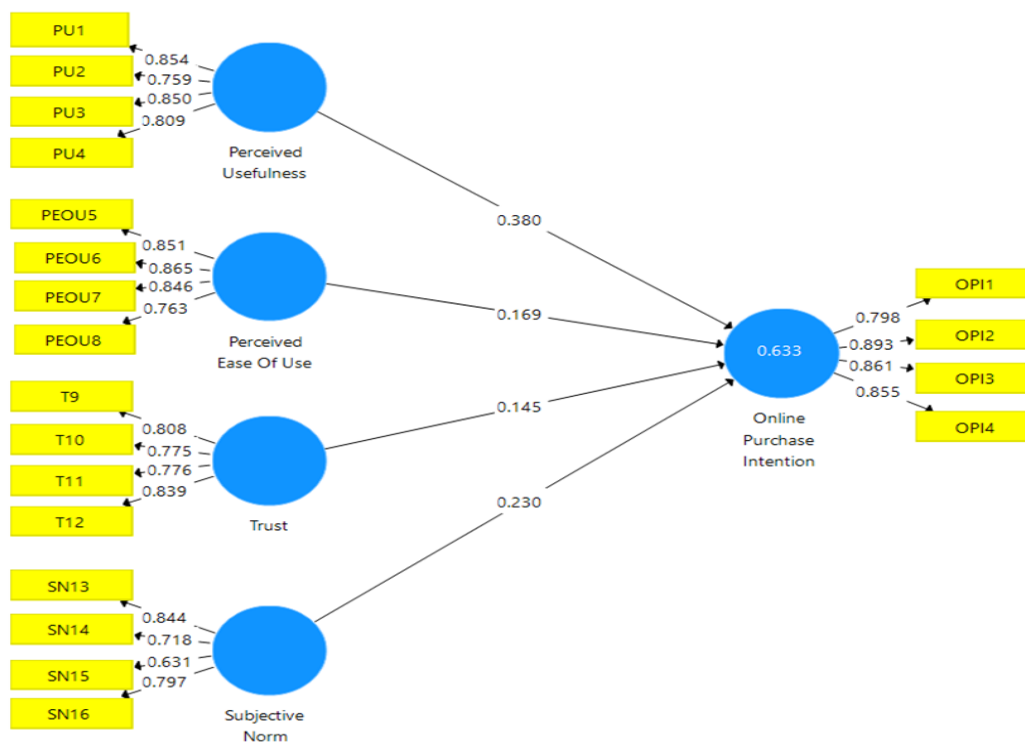 PU1
0.854
PU2
0.759
PU3
0.850
PU4
0.809
Perceived
Usefulness
0.380
PEOU5
0.851
PEOU6
0.865
PEOU7
0.846
PEOU8
0.763
Perceived
Ease Of Use
0.169
T9
0.808
T10
0.775
T11
0.776
T12
0.839
Trust
0.145
SN13
0.844
SN14
0.718
SN15
0.631
SN16
0.797
Subjective
Norm
0.230
0.633
Online
Purchase
Intention
OPI1
0.798
OPI2
0.893
OPI3
0.861
OPI4
0.855